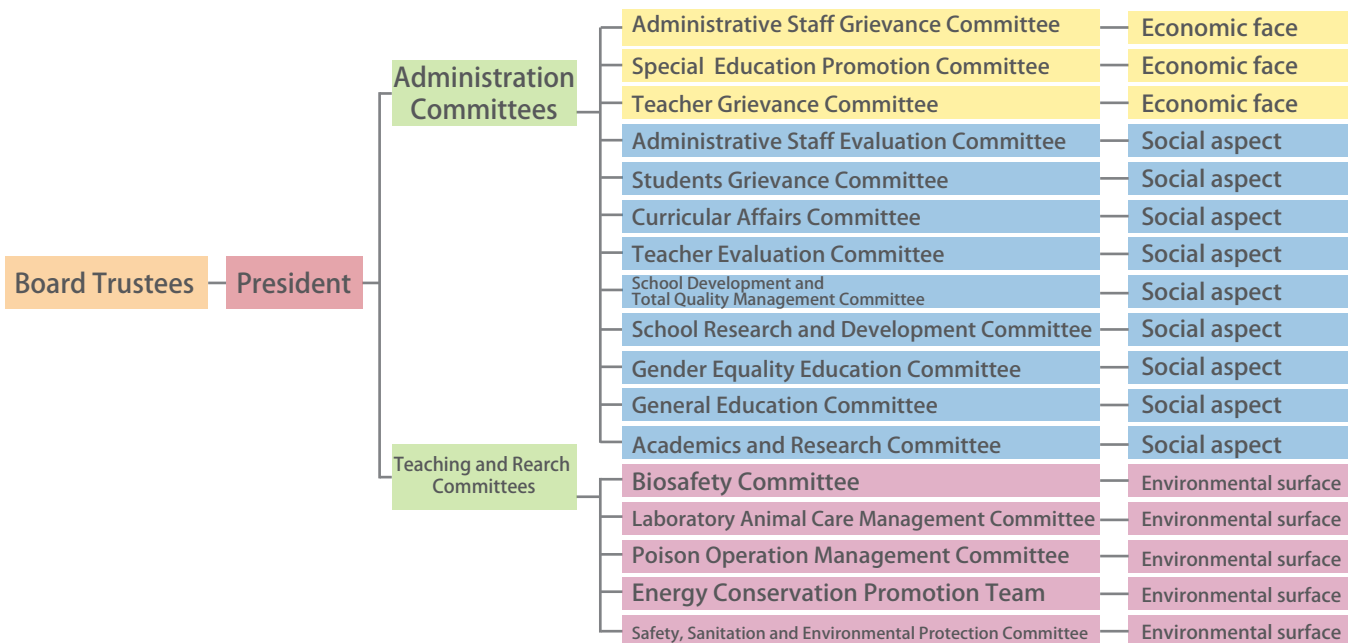 Board Trustees
President
Administration
Committees
Administrative Staff Grievance Committee
Economic face
Special Education Promotion Committee
Economic face
Teacher Grievance Committee
Economic face
Administrative Staff Evaluation Committee
Social aspect
Students Grievance Committee
Social aspect
Curricular Affairs Committee
Social aspect
Teacher Evaluation Committee
Social aspect
School Development and
Total Quality Management Committee
Social aspect
School Research and Development Committee
Social aspect
Gender Equality Education Committee
Social aspect
General Education Committee
Social aspect
Academics and Research Committee
Social aspect
Teaching and Rearch
Committees
Biosafety Committee
Environmental surface
Laboratory Animal Care Management Committee
Environmental surface
Poison Operation Management Committee
Environmental surface
Energy Conservation Promotion Team
Environmental surface
Safety, Sanitation and Environmental Protection Committee
Environmental surface